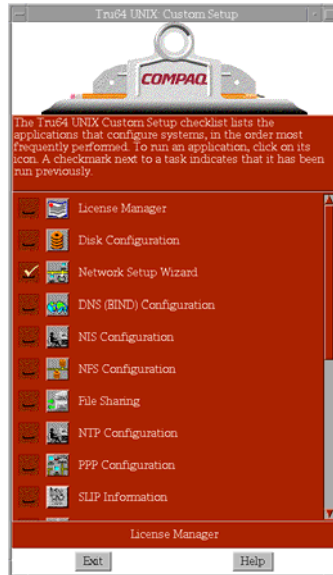 Tru64 UNIX Custom Setup
COMPAQ
The Tru64 UNIX Custom Setup checklist lists the
applications that configure systems, in the order most
frequently performed. To run an application, click on its
icon. A checkmark next to a task indicates that it has been
run previously.
License Manager
Disk Configuration
Network Setup Wizard
DNS (BIND) Configuration
NIS Configuration
NFS Configuration
File Sharing
NTP Configuration
PPP Configuration
SLIP Information
License Manager
Exit
Help